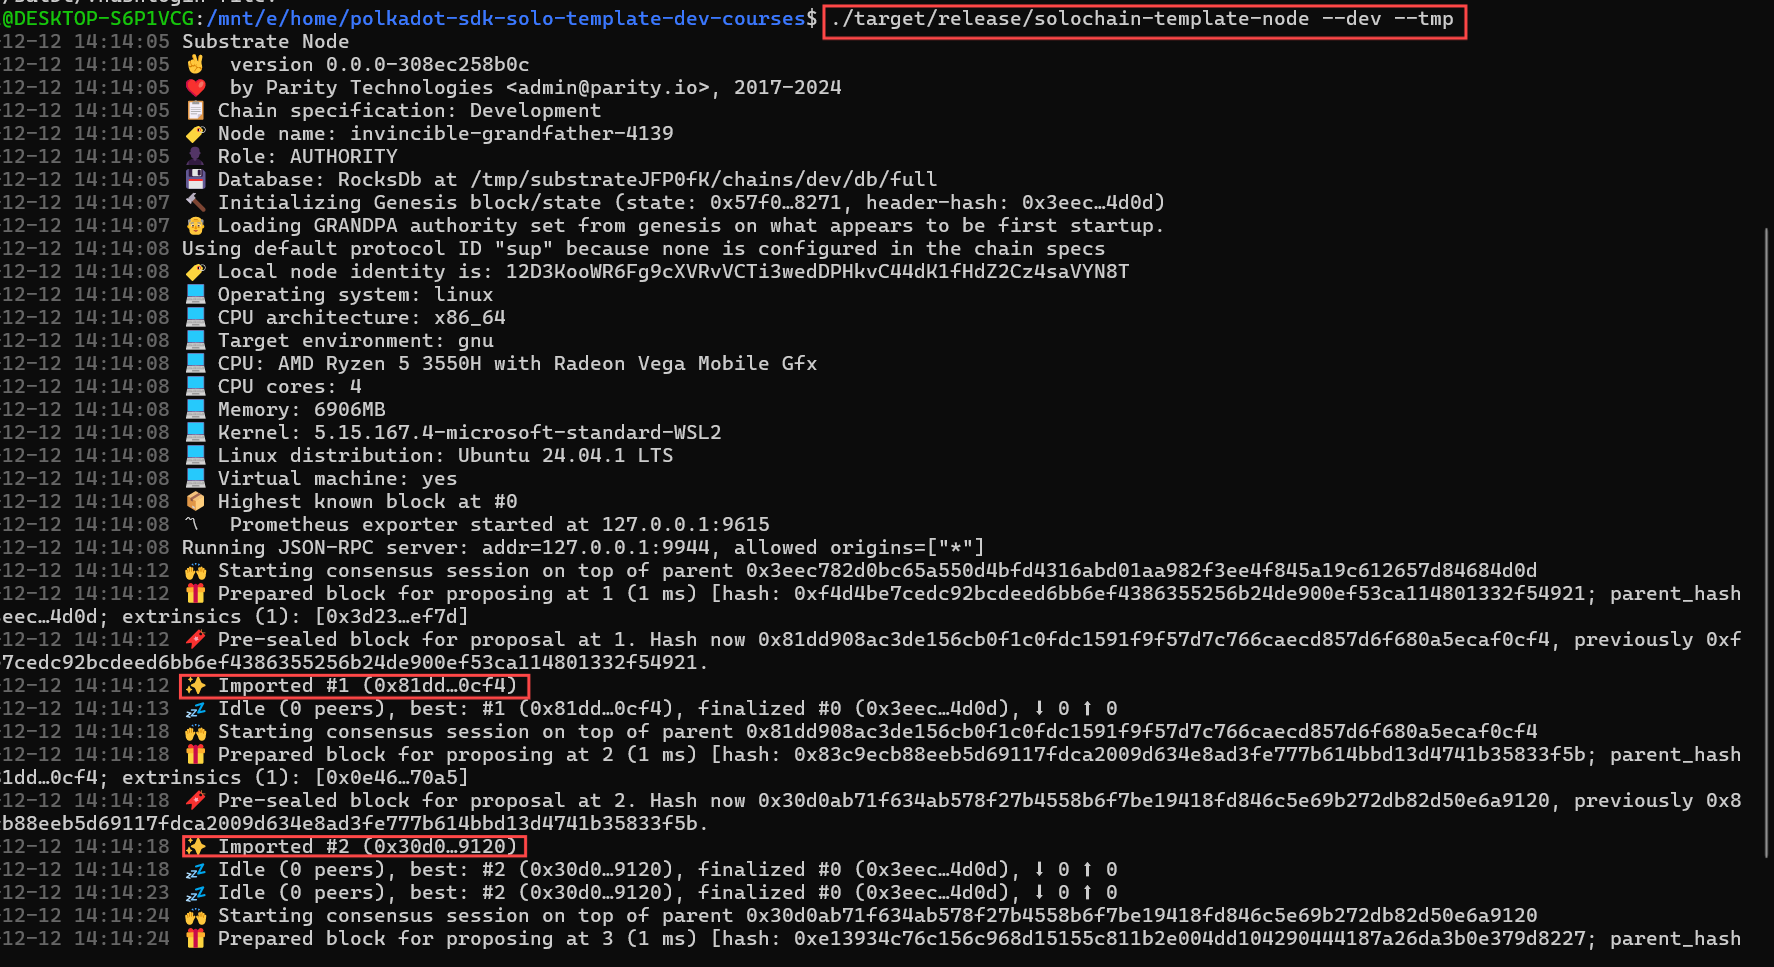 @DESKTOP-S6P1VCG:/mnt/e/home/polkadot-sdk-solo-template-dev-courses$ ./target/release/solochain-template-node --dev --tmp
-12-12 14:14:05 Substrate Node
-12-12 14:14:05 ✌️  version 0.0.0-308ec258b0c
-12-12 14:14:05 ❤️  by Parity Technologies <admin@parity.io>, 2017-2024
-12-12 14:14:05 📋 Chain specification: Development
-12-12 14:14:05 🏷 Node name: invincible-grandfather-4139
-12-12 14:14:05 👤 Role: AUTHORITY
-12-12 14:14:05 💾 Database: RocksDb at /tmp/substrateJFP0fK/chains/dev/db/full
-12-12 14:14:07 🔨 Initializing Genesis block/state (state: 0x57f0…8271, header-hash: 0x3eec…4d0d)
-12-12 14:14:07 👴 Loading GRANDPA authority set from genesis on what appears to be first startup.
-12-12 14:14:08 Using default protocol ID "sup" because none is configured in the chain specs
-12-12 14:14:08 🏷 Local node identity is: 12D3KooWR6Fg9cXVRvVCTi3wedDPHkvC44dK1fHdZ2Cz4saVYN8T
-12-12 14:14:08 💻 Operating system: linux
-12-12 14:14:08 💻 CPU architecture: x86_64
-12-12 14:14:08 💻 Target environment: gnu
-12-12 14:14:08 💻 CPU: AMD Ryzen 5 3550H with Radeon Vega Mobile Gfx
-12-12 14:14:08 💻 CPU cores: 4
-12-12 14:14:08 💻 Memory: 6906MB
-12-12 14:14:08 💻 Kernel: 5.15.167.4-microsoft-standard-WSL2
-12-12 14:14:08 💻 Linux distribution: Ubuntu 24.04.1 LTS
-12-12 14:14:08 💻 Virtual machine: yes
-12-12 14:14:08 📦 Highest known block at #0
-12-12 14:14:08 〽️  Prometheus exporter started at 127.0.0.1:9615
-12-12 14:14:08 Running JSON-RPC server: addr=127.0.0.1:9944, allowed origins=["*"]
-12-12 14:14:12 🙌 Starting consensus session on top of parent 0x3eec782d0bc65a550d4bfd4316abd01aa982f3ee4f845a19c612657d84684d0d
-12-12 14:14:12 🎁 Prepared block for proposing at 1 (1 ms) [hash: 0xf4d4be7cedc92bcdeed6bb6ef4386355256b24de900ef53ca114801332f54921; parent_hash
eec…4d0d; extrinsics (1): [0x3d23…ef7d]
-12-12 14:14:12 🔖 Pre-sealed block for proposal at 1. Hash now 0x81dd908ac3de156cb0f1c0fdc1591f9f57d7c766caecd857d6f680a5ecaf0cf4, previously 0xf
7cedc92bcdeed6bb6ef4386355256b24de900ef53ca114801332f54921.
-12-12 14:14:12 ✨ Imported #1 (0x81dd…0cf4)
-12-12 14:14:13 💤 Idle (0 peers), best: #1 (0x81dd…0cf4), finalized #0 (0x3eec…4d0d), ⬇ 0 ⬆ 0
-12-12 14:14:18 🙌 Starting consensus session on top of parent 0x81dd908ac3de156cb0f1c0fdc1591f9f57d7c766caecd857d6f680a5ecaf0cf4
-12-12 14:14:18 🎁 Prepared block for proposing at 2 (1 ms) [hash: 0x83c9ecb88eeb5d69117fdca2009d634e8ad3fe777b614bbd13d4741b35833f5b; parent_hash
1dd…0cf4; extrinsics (1): [0x0e46…70a5]
-12-12 14:14:18 🔖 Pre-sealed block for proposal at 2. Hash now 0x30d0ab71f634ab578f27b4558b6f7be19418fd846c5e69b272db82d50e6a9120, previously 0x8
b88eeb5d69117fdca2009d634e8ad3fe777b614bbd13d4741b35833f5b.
-12-12 14:14:18 ✨ Imported #2 (0x30d0…9120)
-12-12 14:14:18 💤 Idle (0 peers), best: #2 (0x30d0…9120), finalized #0 (0x3eec…4d0d), ⬇ 0 ⬆ 0
-12-12 14:14:23 💤 Idle (0 peers), best: #2 (0x30d0…9120), finalized #0 (0x3eec…4d0d), ⬇ 0 ⬆ 0
-12-12 14:14:24 🙌 Starting consensus session on top of parent 0x30d0ab71f634ab578f27b4558b6f7be19418fd846c5e69b272db82d50e6a9120
-12-12 14:14:24 🎁 Prepared block for proposing at 3 (1 ms) [hash: 0xe13934c76c156c968d15155c811b2e004dd104290444187a26da3b0e379d8227; parent_hash